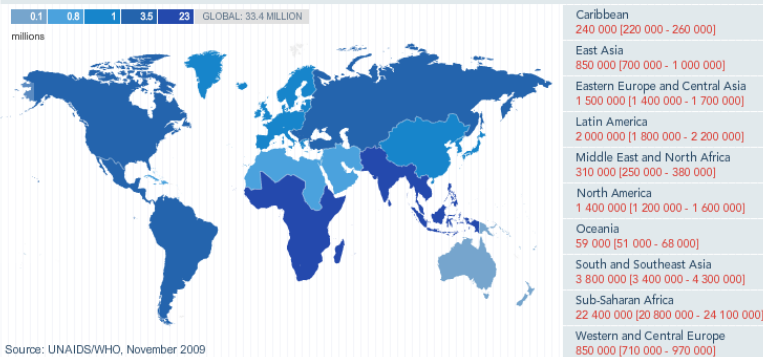 0.1 0.8 1 3.5 23 GLOBAL: 33.4 MILLION
millions
Caribbean
240 000 [220 000 - 260 000]
East Asia
850 000 [700 000 - 1 000 000]
Eastern Europe and Central Asia
1 500 000 [1 400 000 - 1 700 000]
Latin America
2 000 000 [1 800 000 - 2 200 000]
Middle East and North Africa
310 000 [250 000 - 380 000]
North America
1 400 000 [1 200 000 - 1 600 000]
Oceania
59 000 [51 000 - 68 000]
South and Southeast Asia
3 800 000 [3 400 000 - 4 300 000]
Sub-Saharan Africa
22 400 000 [20 800 000 - 24 100 000]
Western and Central Europe
850 000 [710 000 - 970 000]
Source: UNAIDS/WHO, November 2009